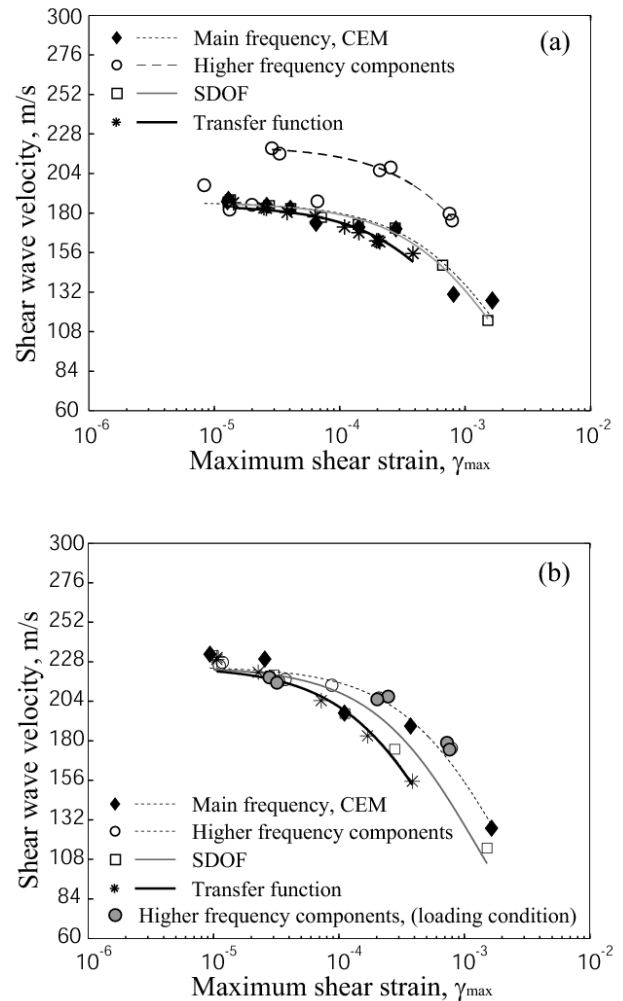 300
276
252
228
204
180
156
132
108
84
60
Shear wave velocity, m/s
(a)
Main frequency, CEM
Higher frequency components
SDOF
Transfer function
10-6
10-5
10-4
10-3
10-2
Maximum shear strain, γmax
300
276
252
228
204
180
156
132
108
84
60
Shear wave velocity, m/s
(b)
Main frequency, CEM
Higher frequency components
SDOF
Transfer function
Higher frequency components, (loading condition)
10-6
10-5
10-4
10-3
10-2
Maximum shear strain, γmax